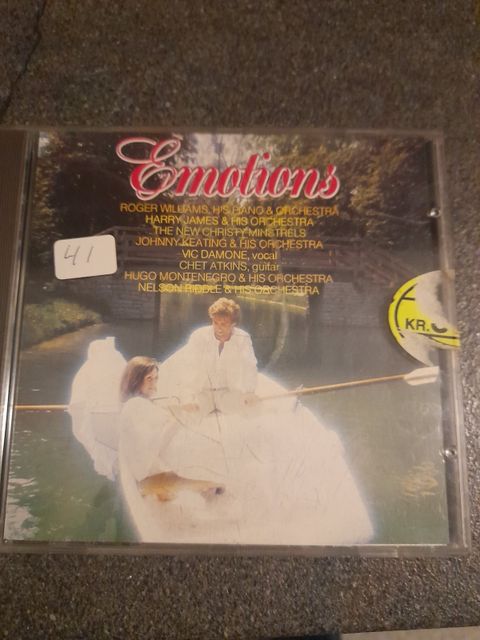 Emotions
ROGER WILLIAMS, HIS PIANO & ORCHESTRA
HARRY JAMES & HIS ORCHESTRA
THE NEW CHRISTY MINSTRELS
JOHNNY KEATING & HIS ORCHESTRA
VIC DAMONE, vocal
CHET ATKINS, guitar
HUGO MONTENEGRO & HIS ORCHESTRA
NELSON RIDDLE & HIS ORCHESTRA
41
KR.